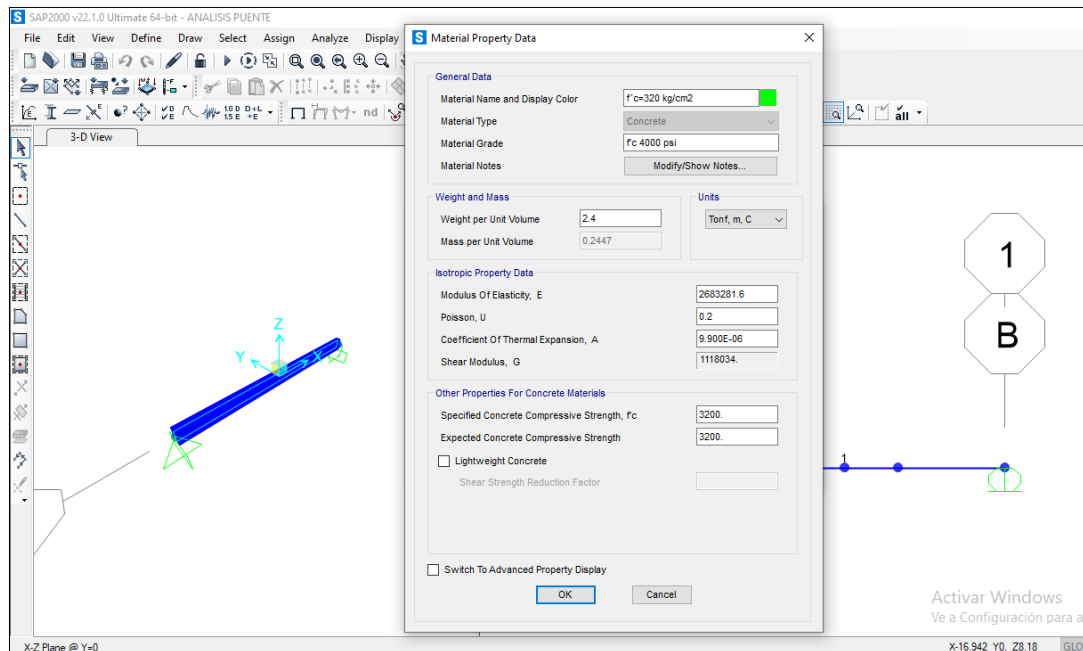 SAP2000 v22.1.0 Ultimate 64-bit - ANALISIS PUENTE
File Edit View Define Draw Select Assign Analyze Display
all
nd
3-D View
Z
Y
X
1
B
1
Material Property Data
General Data
Material Name and Display Color f´c=320 kg/cm2
Material Type Concrete
Material Grade f'c 4000 psi
Material Notes Modify/Show Notes...
Weight and Mass Units
Weight per Unit Volume 2.4 Tonf, m, C
Mass per Unit Volume 0.2447
Isotropic Property Data
Modulus Of Elasticity, E 2683281.6
Poisson, U 0.2
Coefficient Of Thermal Expansion, A 9.900E-06
Shear Modulus, G 1118034.
Other Properties For Concrete Materials
Specified Concrete Compressive Strength, f'c 3200.
Expected Concrete Compressive Strength 3200.
Lightweight Concrete
Shear Strength Reduction Factor
Switch To Advanced Property Display
OK Cancel
Activar Windows
Ve a Configuración para a
X-Z Plane @ Y=0 X-16.942 Y0. Z8.18 GLO